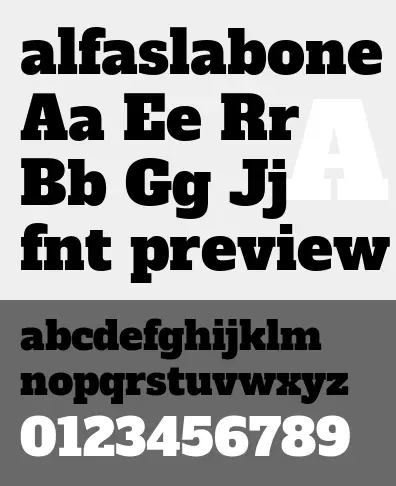 alfaslabone
Aa Ee Rr
A
Bb Gg Jj
fnt preview
abcdefghijklm
nopqrstuvwxyz
0123456789